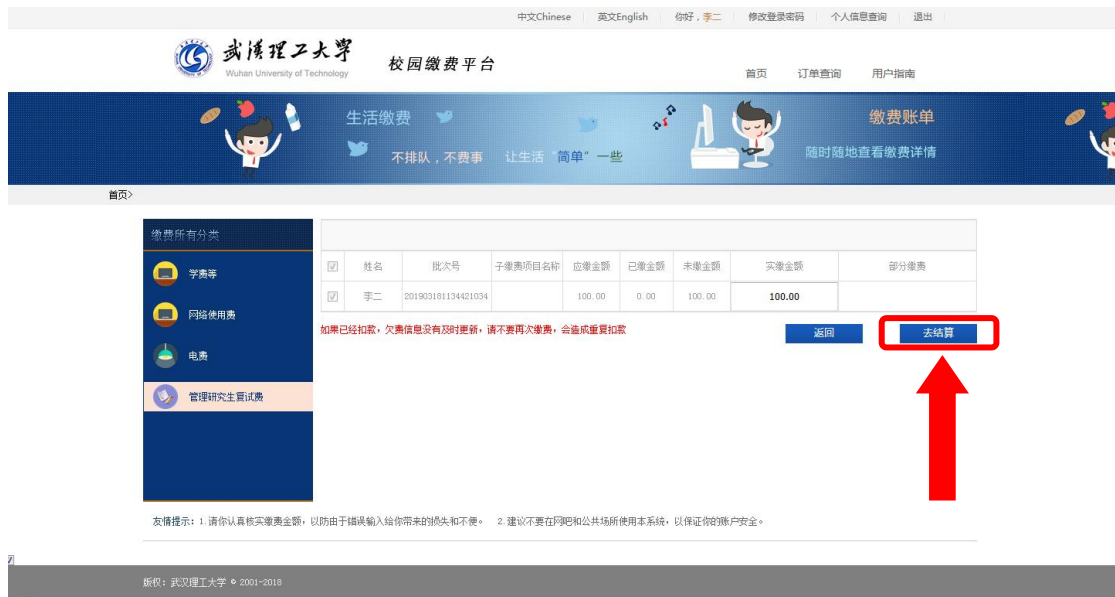 中文Chinese 英文English 你好，李二 修改登录密码 个人信息查询 退出
武汉理工大学
Wuhan University of Technology
校园缴费平台
首页 订单查询 用户指南
生活缴费
不排队，不费事 让生活“简单”一些
缴费账单
随时随地查看缴费详情
首页>
缴费所有分类
学费等
网络使用费
电费
管理研究生复试费
姓名 批次号 子缴费项目名称 应缴金额 已缴金额 未缴金额 实缴金额 部分缴费
李二 201903181134421034 100.00 0.00 100.00 100.00
如果已经扣款，欠费信息没有及时更新，请不要再次缴费，会造成重复扣款
返回 去结算
友情提示：1.请你认真核实缴费金额，以防由于错误输入给你带来的损失和不便。 2.建议不要在网吧和公共场所使用本系统，以保证你的账户安全。
版权：武汉理工大学 © 2001-2018